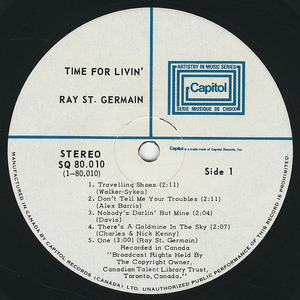 TIME FOR LIVIN'
RAY ST. GERMAIN
ARTISTRY IN MUSIC SERIES
Capitol
SERIE MUSIQUE DE CHOIX
Capitol is a trade mark of Capitol Records, Inc.
STEREO
SQ 80,010
(1-80,010)
Side 1
1. Travelling Shoes (2:11)
(Walker-Sykes)
2. Don't Tell Me Your Troubles (2:11)
(Alex Barris)
3. Nobody's Darlin' But Mine (2:04)
(Davis)
4. There's A Goldmine In The Sky (2:07)
(Charles & Nick Kenny)
5. One (3:00) (Ray St. Germain)
Recorded in Canada
"Broadcast Rights Held By
The Copyright Owner,
Canadian Talent Library Trust,
Toronto, Canada."
MANUFACTURED IN CANADA BY CAPITOL RECORDS (CANADA) LTD. UNAUTHORIZED PUBLIC PERFORMANCE OF THIS RECORD IS PROHIBITED.